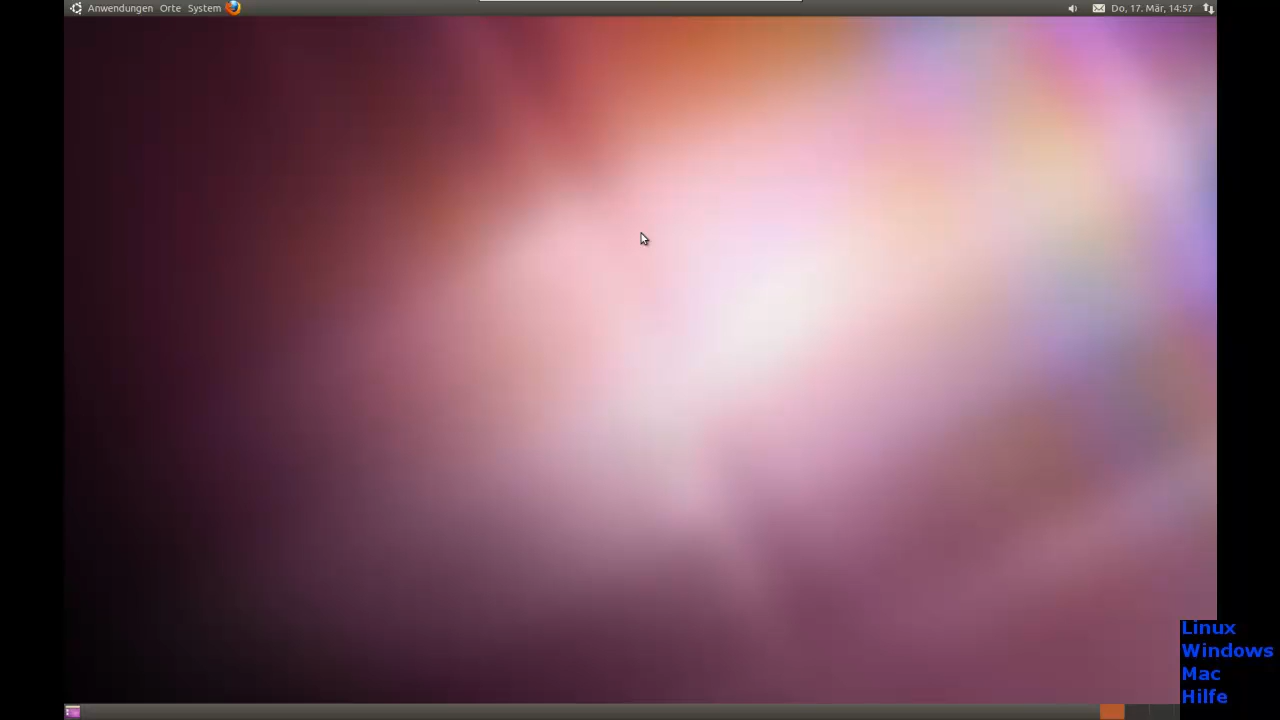 Anwendungen Orte System Do, 17. Mär, 14:57
Linux
Windows
Mac
Hilfe